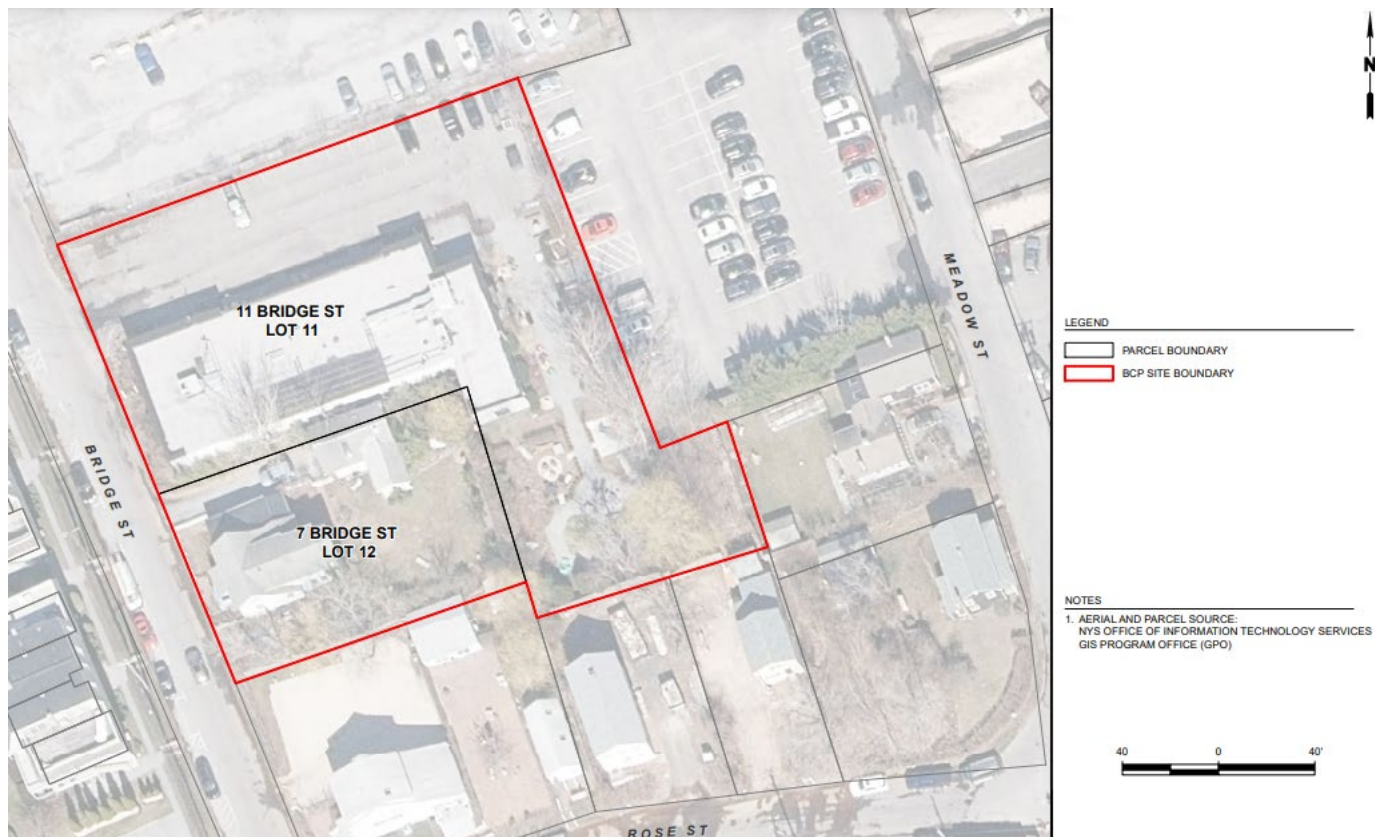 N
11 BRIDGE ST
LOT 11
7 BRIDGE ST
LOT 12
BRIDGE ST
MEADOW ST
ROSE ST
LEGEND
PARCEL BOUNDARY
BCP SITE BOUNDARY
NOTES
1. AERIAL AND PARCEL SOURCE:
NYS OFFICE OF INFORMATION TECHNOLOGY SERVICES
GIS PROGRAM OFFICE (GPO)
40 0 40'